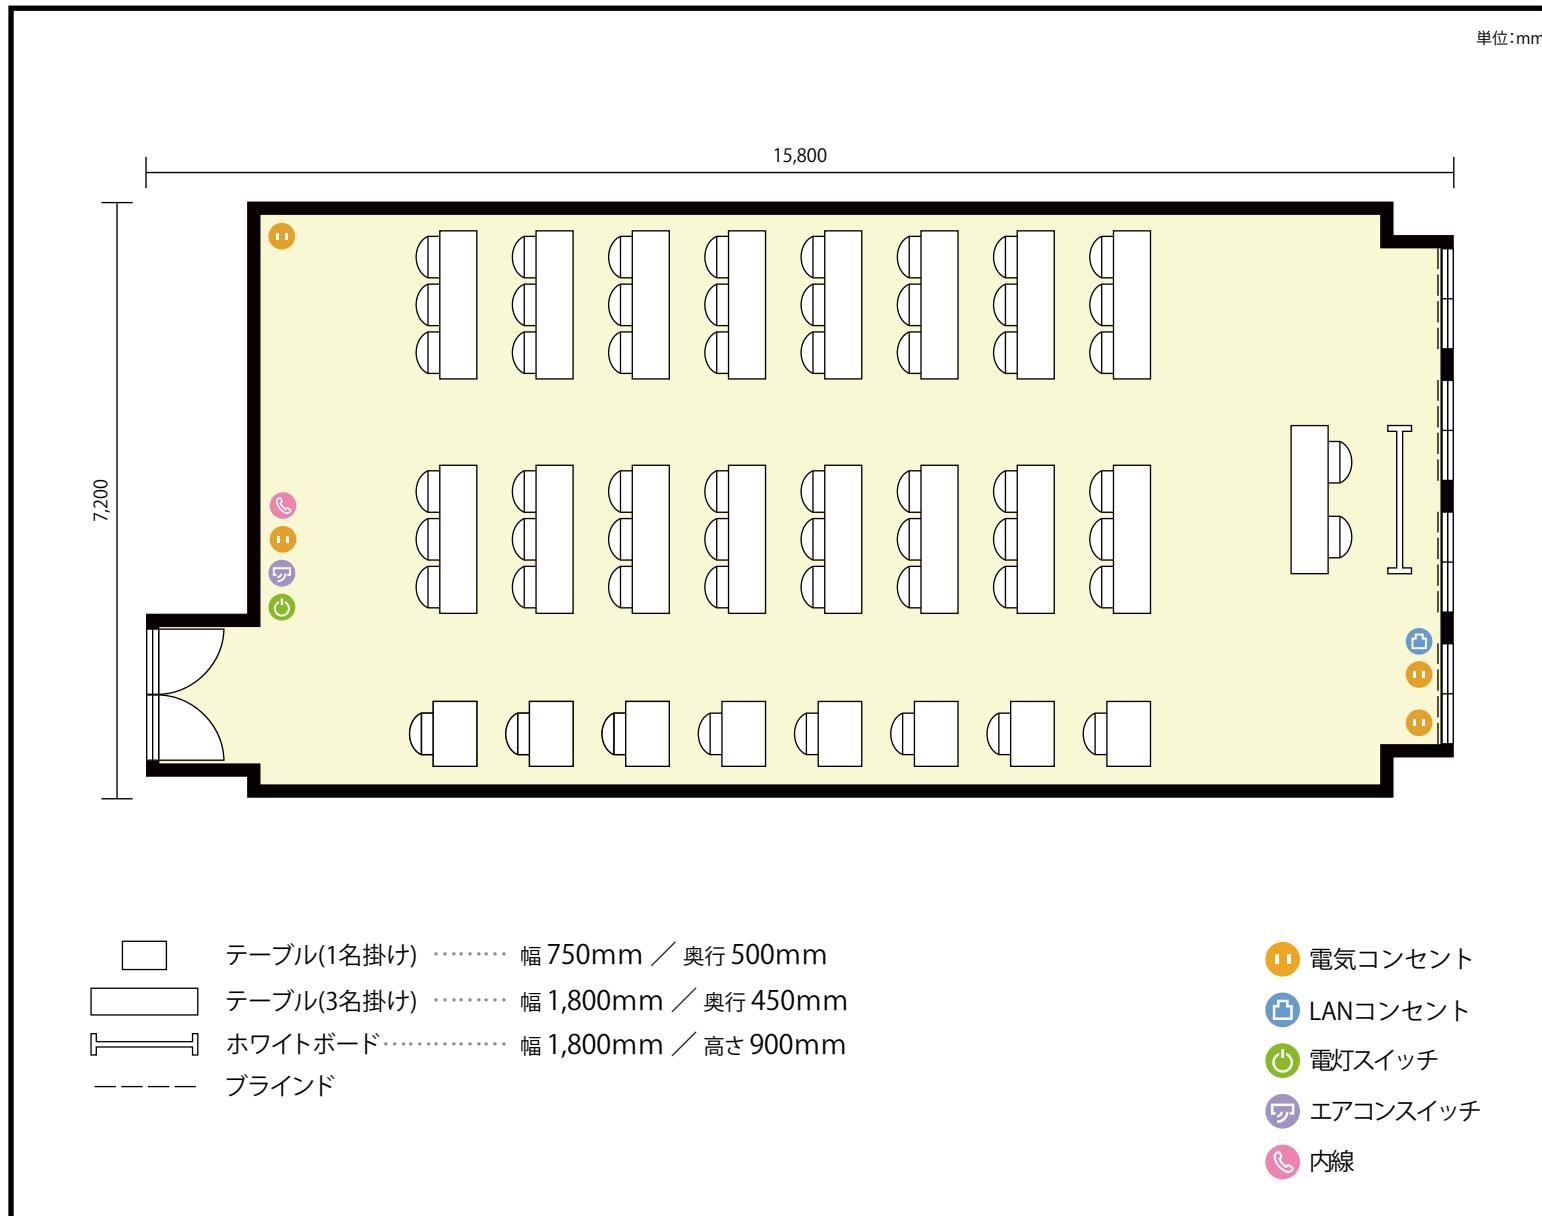 単位：mm
15,800
7,200
テーブル(1名掛け) ……… 幅 750mm ／ 奥行 500mm
テーブル(3名掛け) ……… 幅 1,800mm ／ 奥行 450mm
ホワイトボード…………… 幅 1,800mm ／ 高さ 900mm
ブラインド
電気コンセント
LANコンセント
電灯スイッチ
エアコンスイッチ
内線